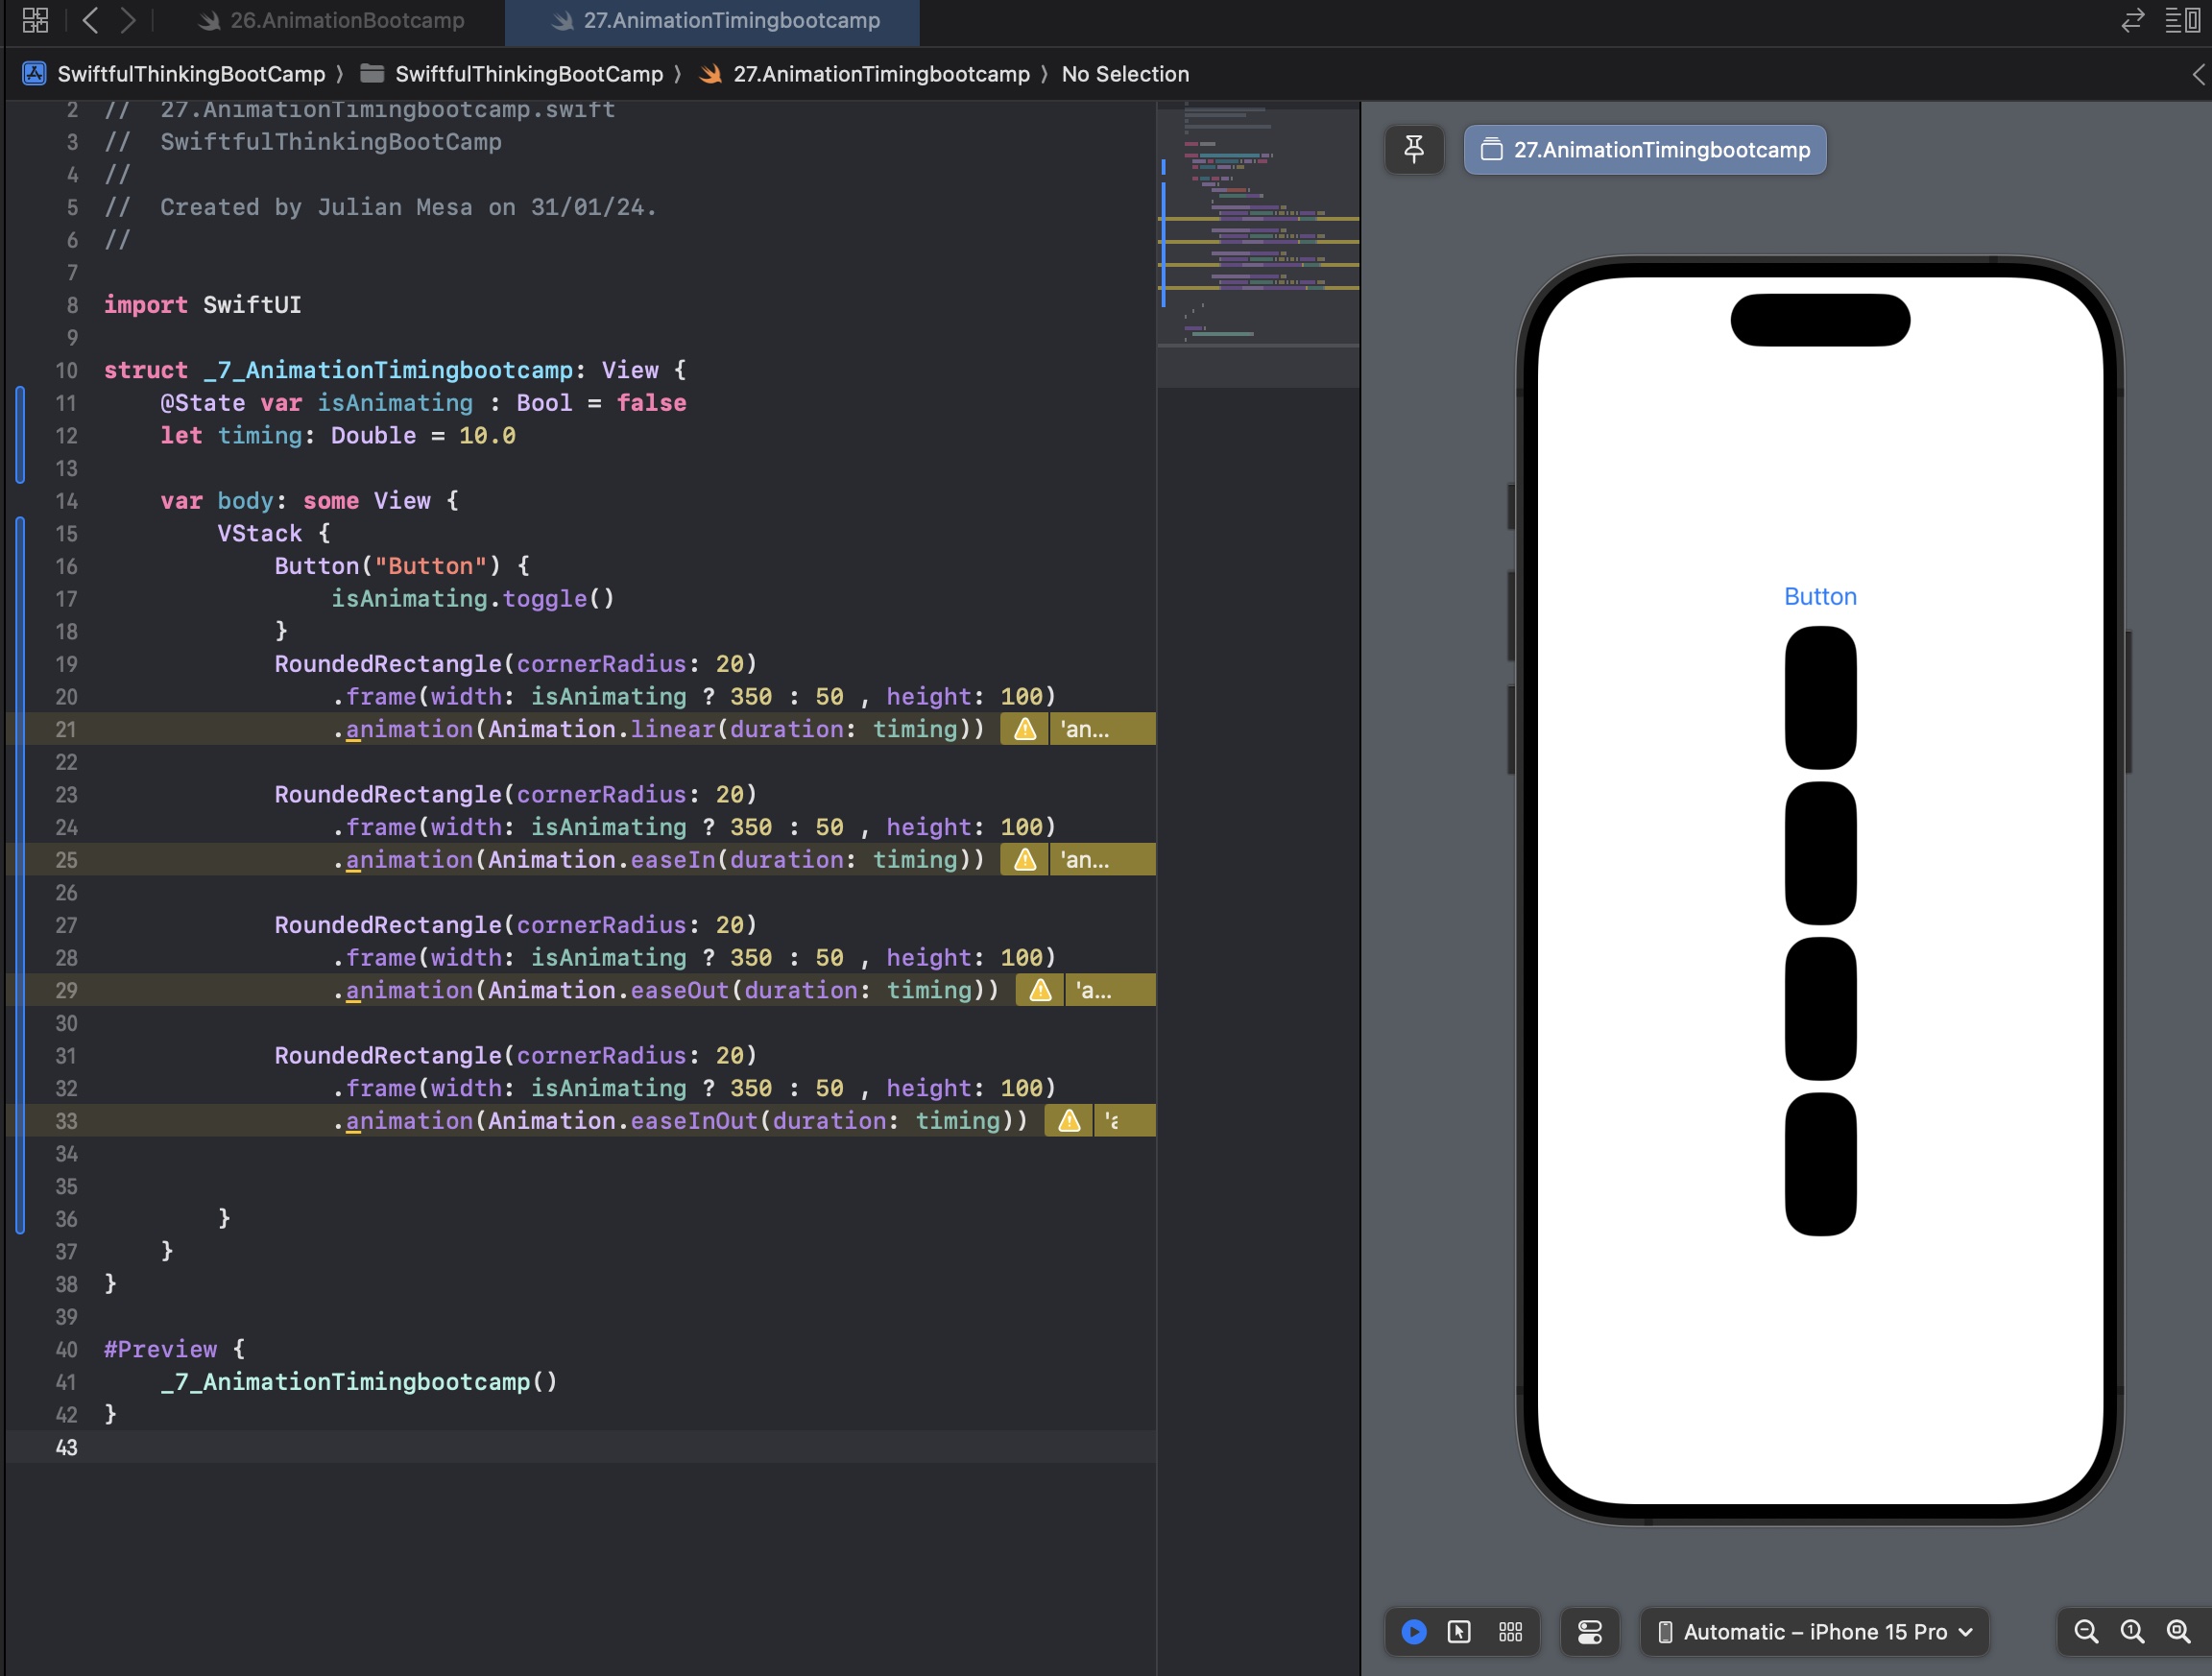 26.AnimationBootcamp
27.AnimationTimingbootcamp
SwiftfulThinkingBootCamp ⟩ SwiftfulThinkingBootCamp ⟩ 27.AnimationTimingbootcamp ⟩ No Selection
2 //  27.AnimationTimingbootcamp.swift
3 //  SwiftfulThinkingBootCamp
4 //
5 //  Created by Julian Mesa on 31/01/24.
6 //
7
8 import SwiftUI
9
10 struct _7_AnimationTimingbootcamp: View {
11     @State var isAnimating : Bool = false
12     let timing: Double = 10.0
13
14     var body: some View {
15         VStack {
16             Button("Button") {
17                 isAnimating.toggle()
18             }
19             RoundedRectangle(cornerRadius: 20)
20                 .frame(width: isAnimating ? 350 : 50 , height: 100)
21                 .animation(Animation.linear(duration: timing)) 'an...
22
23             RoundedRectangle(cornerRadius: 20)
24                 .frame(width: isAnimating ? 350 : 50 , height: 100)
25                 .animation(Animation.easeIn(duration: timing)) 'an...
26
27             RoundedRectangle(cornerRadius: 20)
28                 .frame(width: isAnimating ? 350 : 50 , height: 100)
29                 .animation(Animation.easeOut(duration: timing)) 'a...
30
31             RoundedRectangle(cornerRadius: 20)
32                 .frame(width: isAnimating ? 350 : 50 , height: 100)
33                 .animation(Animation.easeInOut(duration: timing))
34
35
36         }
37     }
38 }
39
40 #Preview {
41     _7_AnimationTimingbootcamp()
42 }
43
27.AnimationTimingbootcamp
Button
Automatic – iPhone 15 Pro